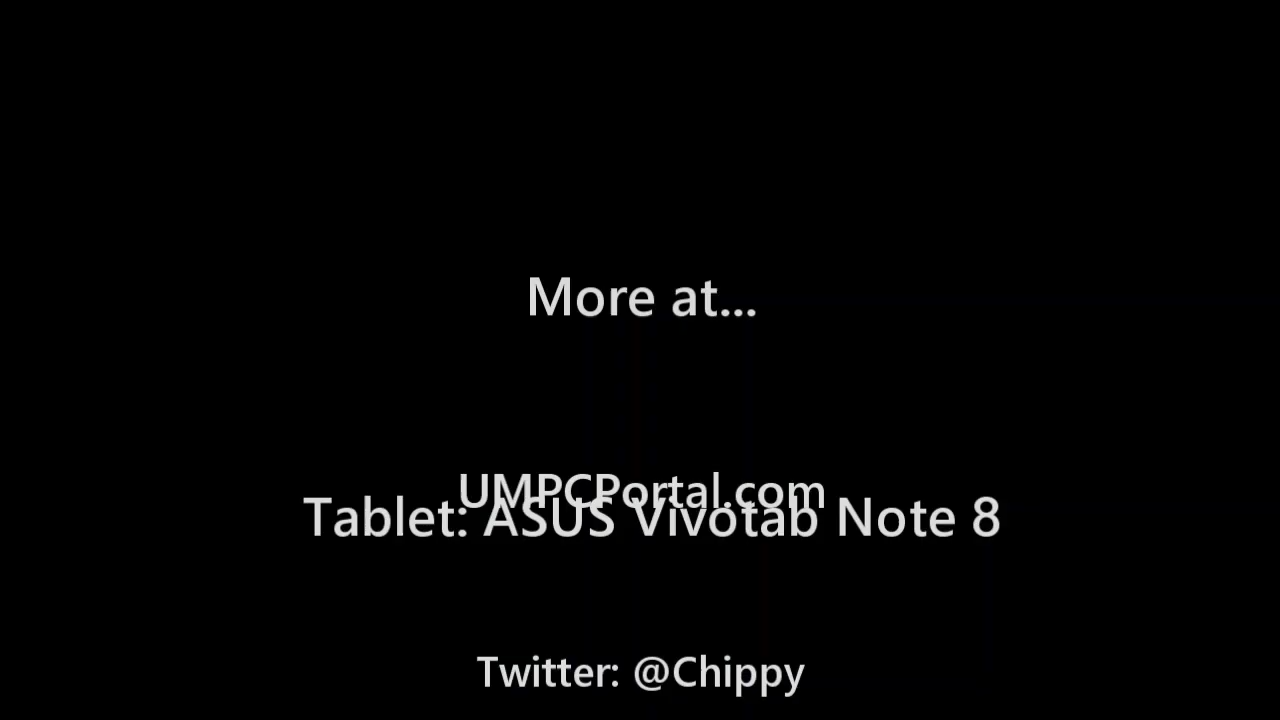 More at...
UMPCPortal.com
Tablet: ASUS Vivotab Note 8
Twitter: @Chippy